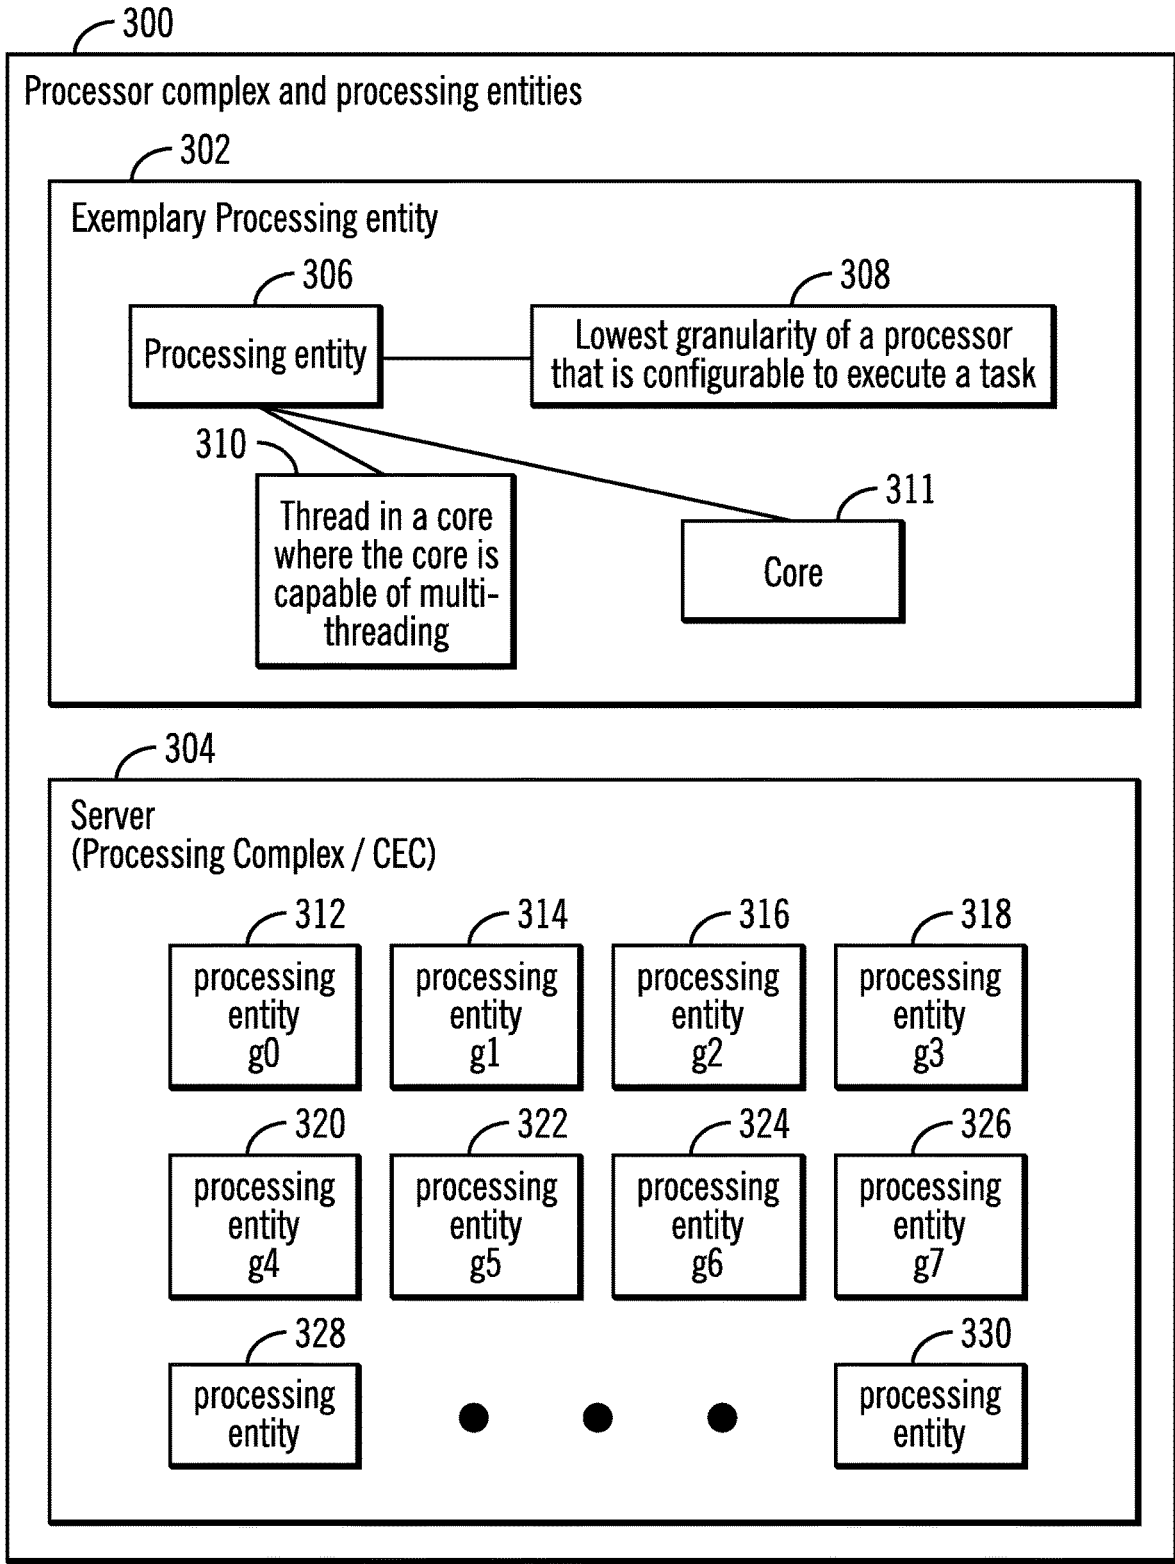 300
Processor complex and processing entities
302
Exemplary Processing entity
306
308
Processing entity
Lowest granularity of a processor
that is configurable to execute a task
310
311
Thread in a core
where the core is
capable of multi-
threading
Core
304
Server
(Processing Complex / CEC)
312
314
316
318
processing
entity
g0
processing
entity
g1
processing
entity
g2
processing
entity
g3
320
322
324
326
processing
entity
g4
processing
entity
g5
processing
entity
g6
processing
entity
g7
328
330
processing
entity
processing
entity